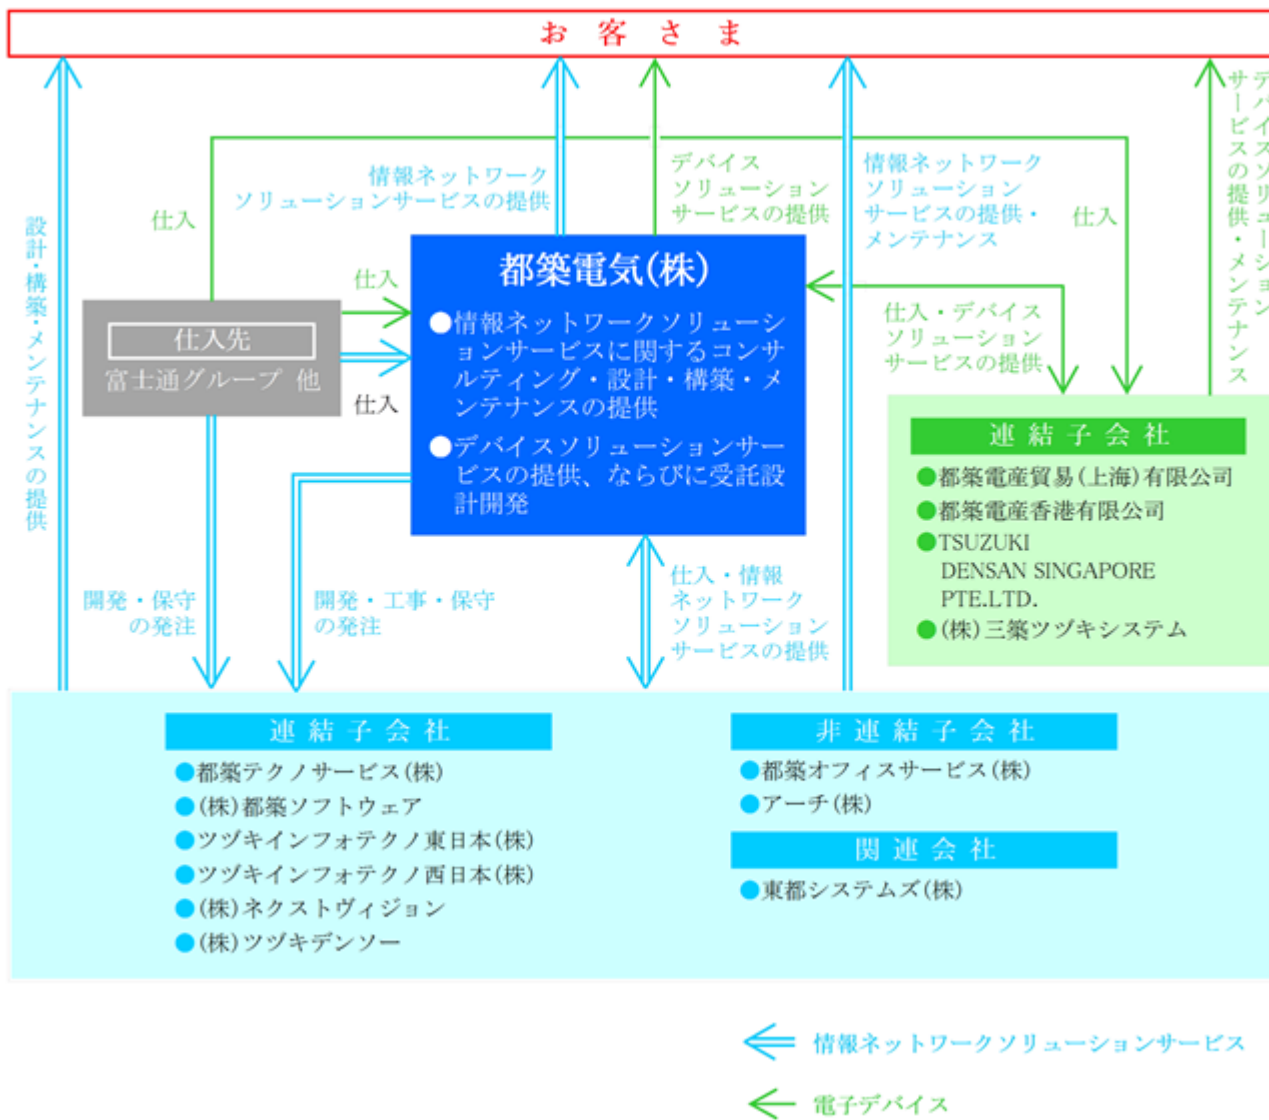 お客さま
情報ネットワーク
ソリューションサービスの提供
デバイス
ソリューション
サービスの提供
情報ネットワーク
ソリューション
サービスの提供・
メンテナンス
デバイスソリューション
サービスの提供・メンテナンス
設計・構築・メンテナンスの提供
仕入
仕入
仕入
仕入
仕入先
富士通グループ 他
都築電気(株)
●情報ネットワークソリューシ
ョンサービスに関するコンサ
ルティング・設計・構築・メ
ンテナンスの提供
●デバイスソリューションサー
ビスの提供、ならびに受託設
計開発
仕入・デバイス
ソリューション
サービスの提供
連結子会社
●都築電産貿易(上海)有限公司
●都築電産香港有限公司
●TSUZUKI
DENSAN SINGAPORE
PTE.LTD.
●(株)三築ツヅキシステム
開発・保守
の発注
開発・工事・保守
の発注
仕入・情報
ネットワーク
ソリューション
サービスの提供
連結子会社
●都築テクノサービス(株)
●(株)都築ソフトウェア
●ツヅキインフォテクノ東日本(株)
●ツヅキインフォテクノ西日本(株)
●(株)ネクストヴィジョン
●(株)ツヅキデンソー
非連結子会社
●都築オフィスサービス(株)
●アーチ(株)
関連会社
●東都システムズ(株)
情報ネットワークソリューションサービス
電子デバイス